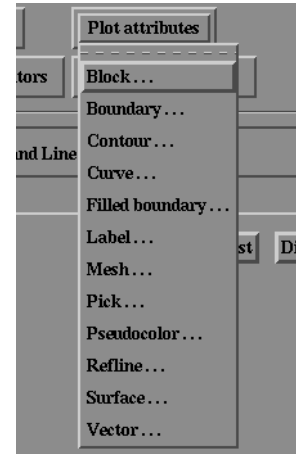 Plot attributes
Block...
tors
Boundary...
Contour...
and Line
Curve...
Filled boundary...
Label...
st
Di
Mesh...
Pick...
Pseudocolor...
Refline...
Surface...
Vector...